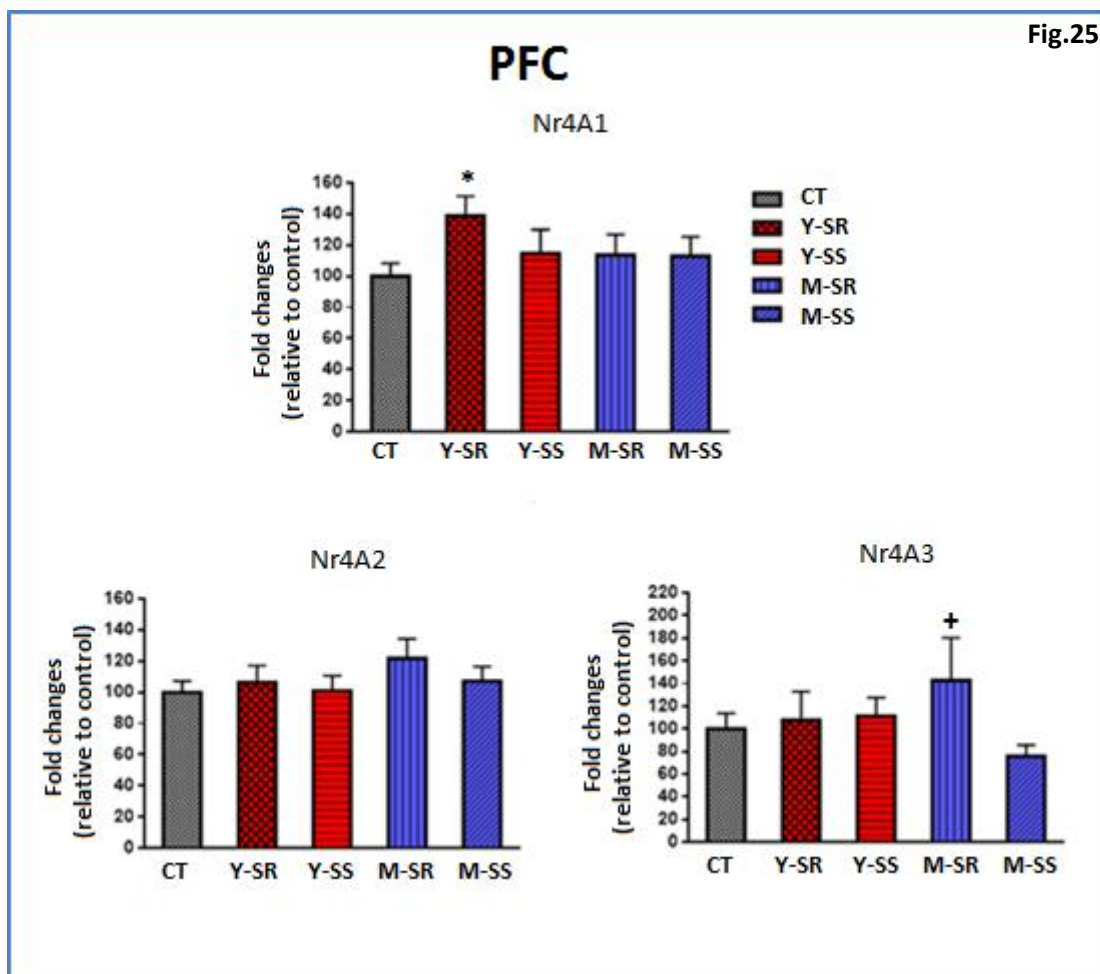 Fig.25
PFC
Nr4A1
Fold changes
(relative to control)
160
140
120
100
80
60
40
20
0
*
CT Y-SR Y-SS M-SR M-SS
CT
Y-SR
Y-SS
M-SR
M-SS
Nr4A2
Fold changes
(relative to control)
160
140
120
100
80
60
40
20
0
CT Y-SR Y-SS M-SR M-SS
Nr4A3
Fold changes
(relative to control)
220
200
180
160
140
120
100
80
60
40
20
0
+
CT Y-SR Y-SS M-SR M-SS